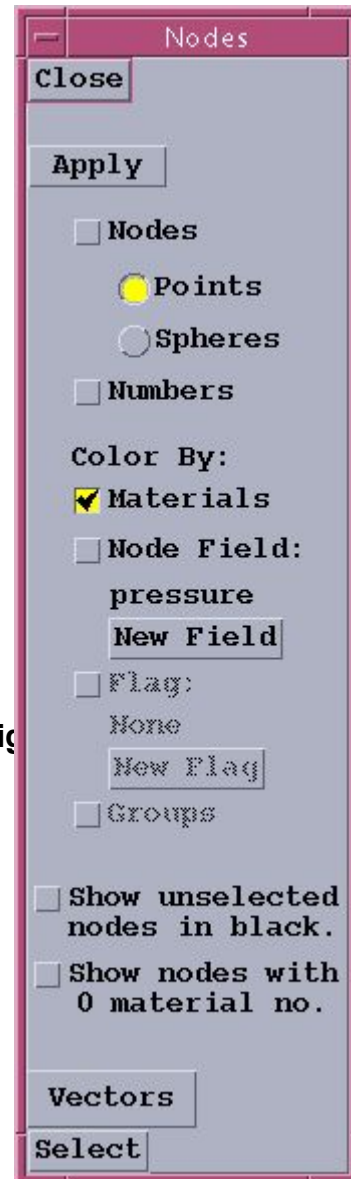 Nodes
Close
Apply
Nodes
Points
Spheres
Numbers
Color By:
Materials
Node Field:
pressure
New Field
Flag:
ig
None
New Flag
Groups
Show unselected
nodes in black.
Show nodes with
0 material no.
Vectors
Select